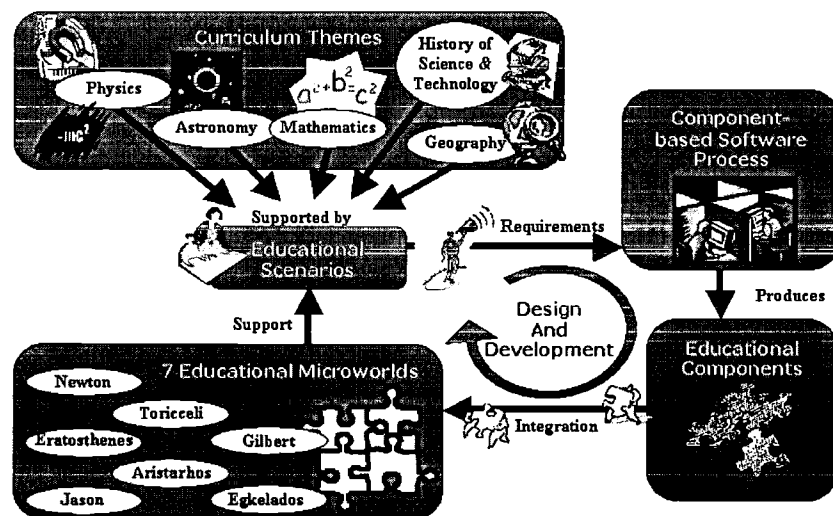 Curriculum Themes
History of
Science &
Technology
Physics
a²+b²=c²
-mc²
Astronomy
Mathematics
Geography
Component-
based Software
Process
Supported by
Educational
Scenarios
Requirements
Produces
Support
Design
And
Development
7 Educational Microworlds
Educational
Components
Newton
Toricceli
Eratosthenes
Gilbert
Integration
Aristarhos
Jason
Egkelados